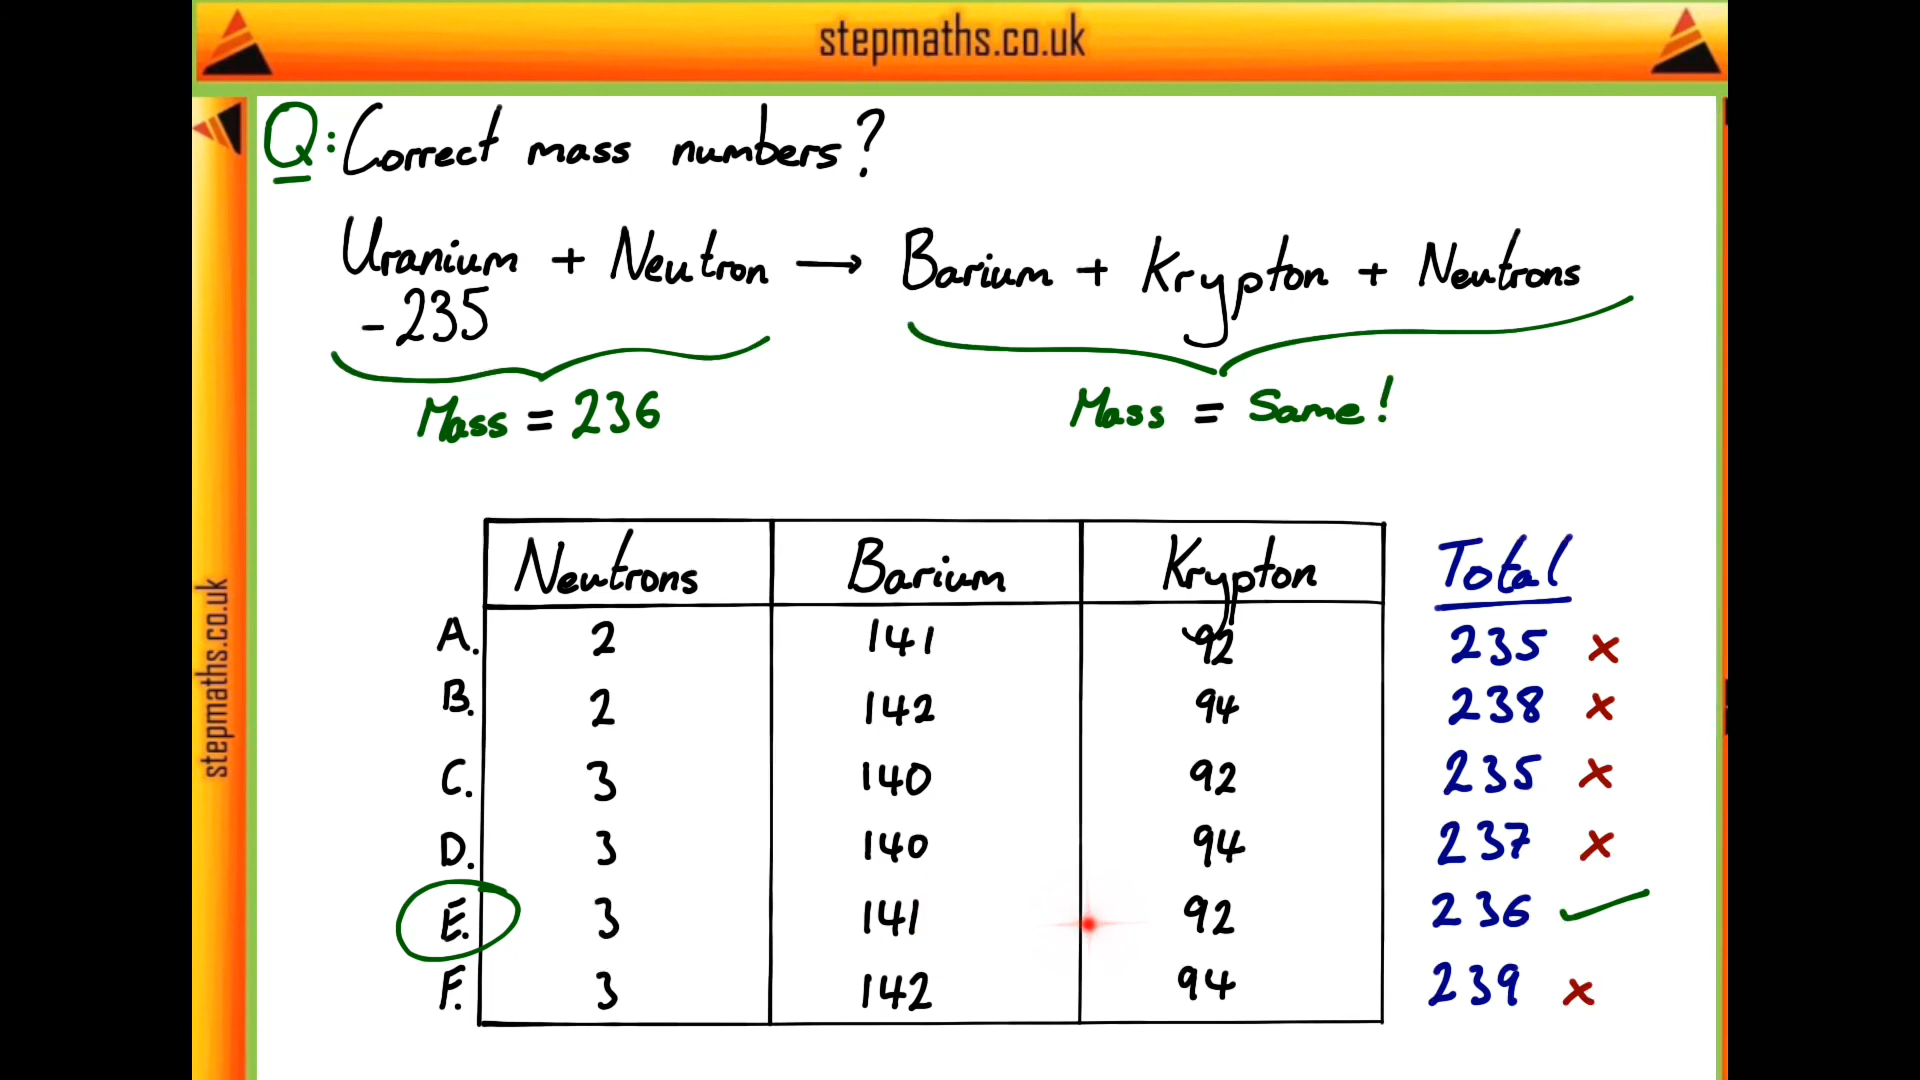 stepmaths.co.uk
stepmaths.co.uk
Q: Correct mass numbers?
Uranium + Neutron → Barium + Krypton + Neutrons
-235
Mass = 236 Mass = Same!
Neutrons Barium Krypton Total
A. 2 141 92 235 ×
B. 2 142 94 238 ×
C. 3 140 92 235 ×
D. 3 140 94 237 ×
E. 3 141 92 236 ✓
F. 3 142 94 239 ×